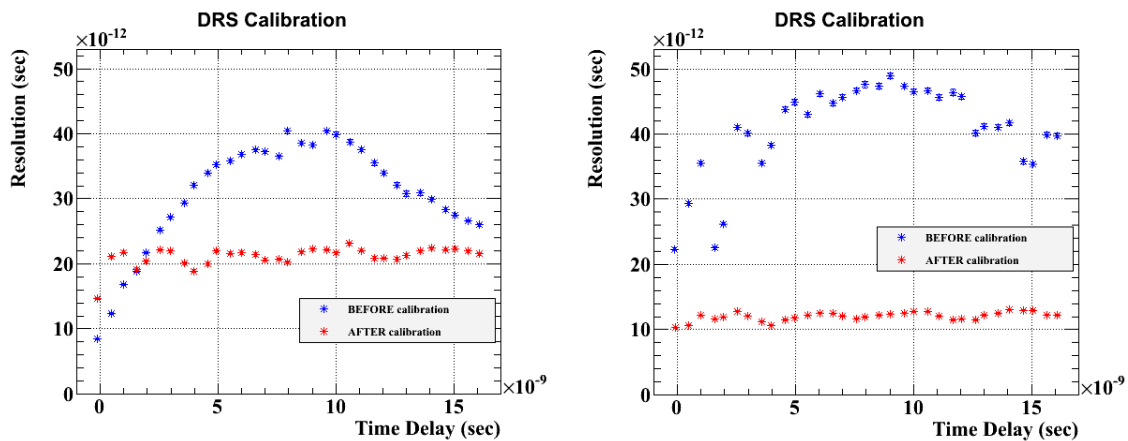 DRS Calibration
×10⁻¹²
Resolution (sec)
50
40
30
20
10
0
BEFORE calibration
AFTER calibration
0 5 10 15
×10⁻⁹
Time Delay (sec)
DRS Calibration
×10⁻¹²
Resolution (sec)
50
40
30
20
10
0
BEFORE calibration
AFTER calibration
0 5 10 15
×10⁻⁹
Time Delay (sec)